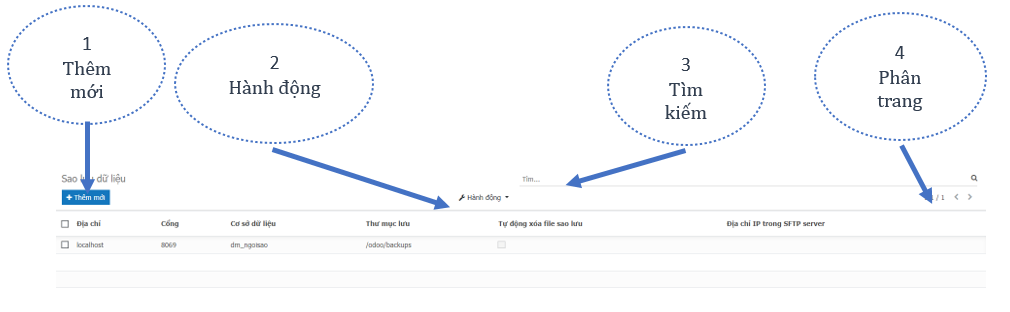 1
Thêm
mới
2
Hành động
3
Tìm
kiếm
4
Phân
trang
Sao lưu dữ liệu
Tìm...
+ Thêm mới
Hành động
/ 1
Địa chỉ
Cổng
Cơ sở dữ liệu
Thư mục lưu
Tự động xóa file sao lưu
Địa chỉ IP trong SFTP server
localhost
8069
dm_ngoisao
/odoo/backups